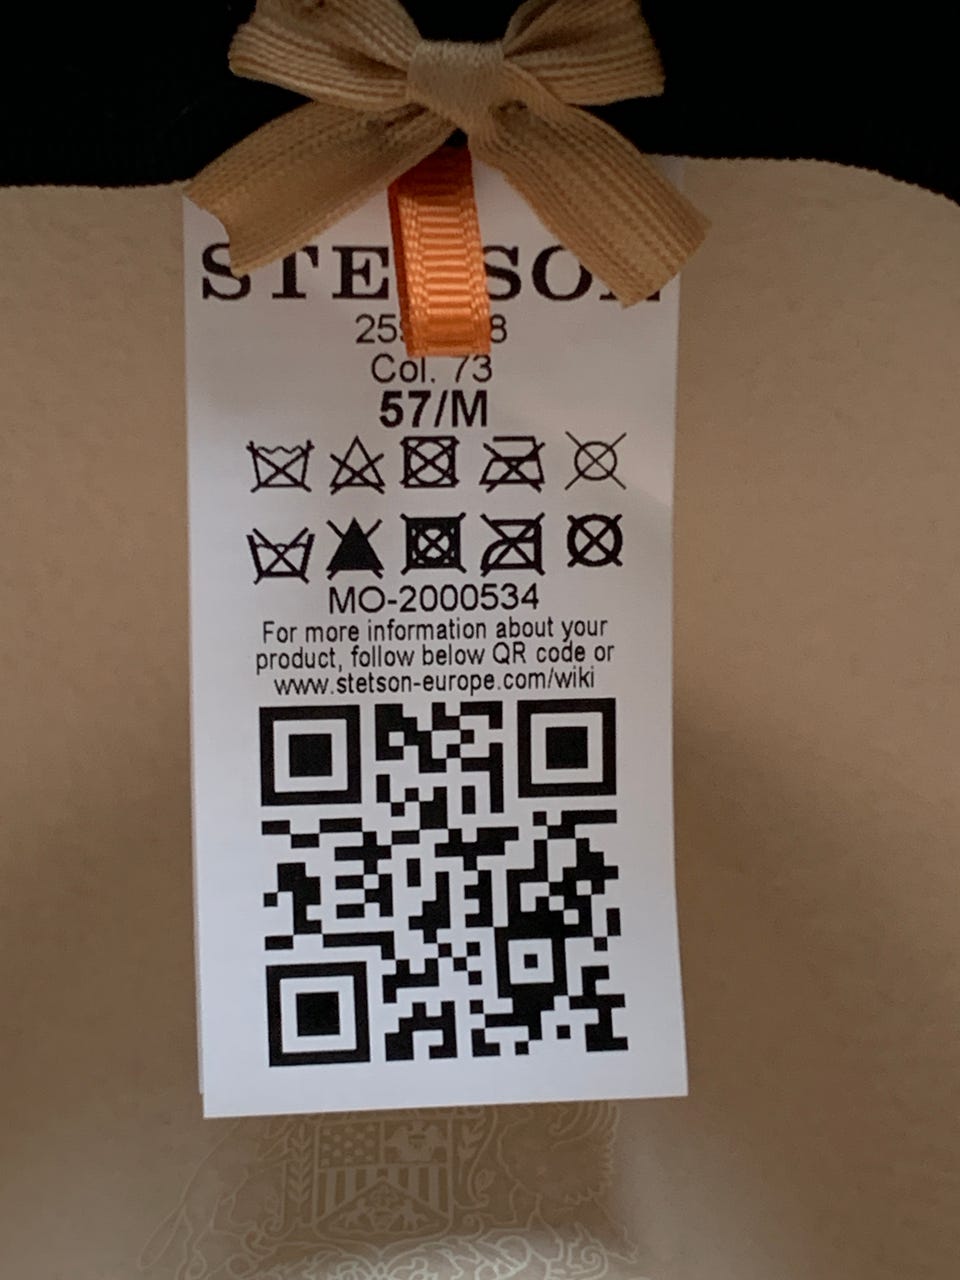 STETSON
Col. 73
57/M
MO-2000534
For more information about your
product, follow below QR code or
www.stetson-europe.com/wiki